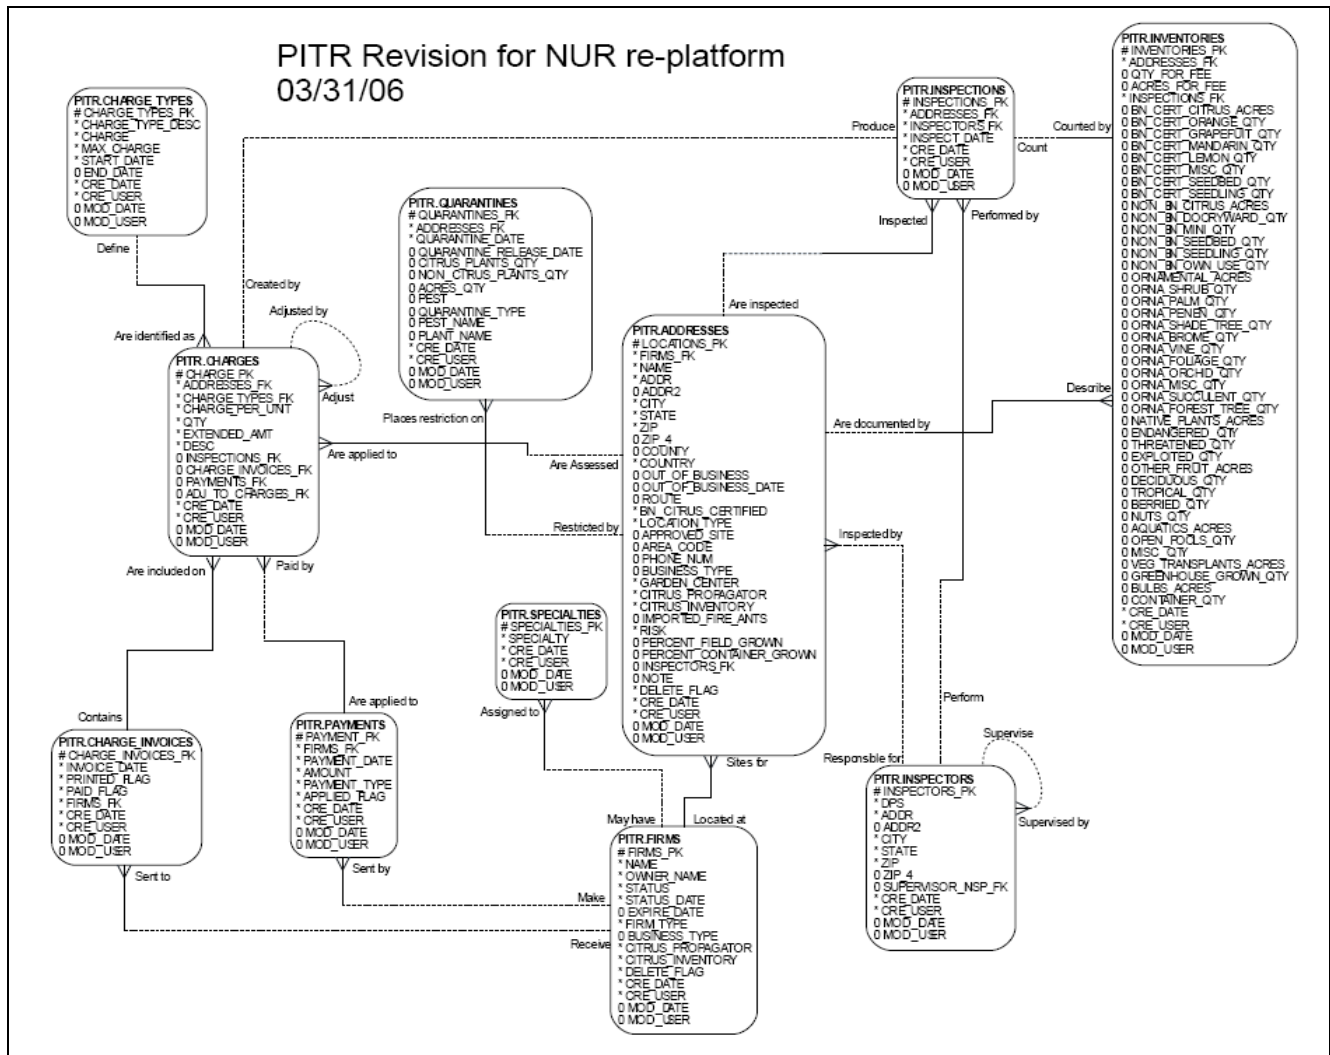 PITR Revision for NUR re-platform
03/31/06
PITR.CHARGE_TYPES
# CHARGE_TYPES_PK
* CHARGE_TYPE_DESC
* CHARGE
* MAX_CHARGE
* START_DATE
0 END_DATE
* CRE_DATE
* CRE_USER
0 MOD_DATE
0 MOD_USER
Define
Are identified as
PITR.QUARANTINES
# QUARANTINES_PK
* ADDRESSES_FK
* QUARANTINE_DATE
0 QUARANTINE_RELEASE_DATE
0 CITRUS_PLANTS_QTY
0 NON_CITRUS_PLANTS_QTY
0 ACRES_QTY
0 PEST
0 QUARANTINE_TYPE
0 PEST_NAME
0 PLANT_NAME
* CRE_DATE
* CRE_USER
0 MOD_DATE
0 MOD_USER
Places restriction on
Restricted by
PITR.INSPECTIONS
# INSPECTIONS_PK
* ADDRESSES_FK
* INSPECTORS_FK
* INSPECT_DATE
* CRE_DATE
* CRE_USER
0 MOD_DATE
0 MOD_USER
Produce
Created by
Count
Counted by
Inspected
Performed by
Are inspected
PITR.INVENTORIES
# INVENTORIES_PK
* ADDRESSES_FK
0 QTY_FOR_FEE
0 ACRES_FOR_FEE
* INSPECTIONS_FK
0 BN_CERT_CITRUS_ACRES
0 BN_CERT_ORANGE_QTY
0 BN_CERT_GRAPEFUIT_QTY
0 BN_CERT_MANDARIN_QTY
0 BN_CERT_LEMON_QTY
0 BN_CERT_MISC_QTY
0 BN_CERT_SEEDBED_QTY
0 BN_CERT_SEEDLING_QTY
0 NON_BN_CITRUS_ACRES
0 NON_BN_DOORYWARD_QTY
0 NON_BN_MINI_QTY
0 NON_BN_SEEDBED_QTY
0 NON_BN_SEEDLING_QTY
0 NON_BN_OWN_USE_QTY
0 ORNAMENTAL_ACRES
0 ORNA_SHRUB_QTY
0 ORNA_PALM_QTY
0 ORNA_PENEN_QTY
0 ORNA_SHADE_TREE_QTY
0 ORNA_BROME_QTY
0 ORNA_VINE_QTY
0 ORNA_FOLIAGE_QTY
0 ORNA_ORCHID_QTY
0 ORNA_MISC_QTY
0 ORNA_SUCCULENT_QTY
0 ORNA_FOREST_TREE_QTY
0 NATIVE_PLANTS_ACRES
0 ENDANGERED_QTY
0 THREATENED_QTY
0 EXPLOITED_QTY
0 OTHER_FRUIT_ACRES
0 DECIDUOUS_QTY
0 TROPICAL_QTY
0 BERRIED_QTY
0 NUTS_QTY
0 AQUATICS_ACRES
0 OPEN_POOLS_QTY
0 MISC_QTY
0 VEG_TRANSPLANTS_ACRES
0 GREENHOUSE_GROWN_QTY
0 BULBS_ACRES
0 CONTAINER_QTY
* CRE_DATE
* CRE_USER
0 MOD_DATE
0 MOD_USER
Describe
Are documented by
PITR.CHARGES
# CHARGE_PK
* ADDRESSES_FK
* CHARGE_TYPES_FK
* CHARGE_PER_UNT
* QTY
* EXTENDED_AMT
* DESC
0 INSPECTIONS_FK
0 CHARGE_INVOICES_FK
0 PAYMENTS_FK
0 ADJ_TO_CHARGES_FK
* CRE_DATE
* CRE_USER
0 MOD_DATE
0 MOD_USER
Adjusted by
Adjust
Are applied to
Are Assessed
Are included on
Paid by
PITR.ADDRESSES
# LOCATIONS_PK
* FIRMS_FK
* NAME
* ADDR
0 ADDR2
* CITY
* STATE
* ZIP
0 ZIP_4
0 COUNTY
* COUNTRY
0 OUT_OF_BUSINESS
0 OUT_OF_BUSINESS_DATE
0 ROUTE
* BN_CITRUS_CERTIFIED
* LOCATION_TYPE
0 APPROVED_SITE
0 AREA_CODE
0 PHONE_NUM
0 BUSINESS_TYPE
* GARDEN_CENTER
* CITRUS_PROPAGATOR
* CITRUS_INVENTORY
0 IMPORTED_FIRE_ANTS
* RISK
0 PERCENT_FIELD_GROWN
0 PERCENT_CONTAINER_GROWN
0 INSPECTORS_FK
0 NOTE
* DELETE_FLAG
* CRE_DATE
* CRE_USER
0 MOD_DATE
0 MOD_USER
Inspected by
Responsible for
Perform
Sites for
Located at
PITR.SPECIALTIES
# SPECIALTIES_PK
* SPECIALTY
* CRE_DATE
* CRE_USER
0 MOD_DATE
0 MOD_USER
Assigned to
May have
Contains
PITR.CHARGE_INVOICES
# CHARGE_INVOICES_PK
* INVOICE_DATE
* PRINTED_FLAG
* PAID_FLAG
* FIRMS_FK
* CRE_DATE
* CRE_USER
0 MOD_DATE
0 MOD_USER
Sent to
Receive
Are applied to
PITR.PAYMENTS
# PAYMENT_PK
* FIRMS_FK
* PAYMENT_DATE
* AMOUNT
* PAYMENT_TYPE
* APPLIED_FLAG
* CRE_DATE
* CRE_USER
0 MOD_DATE
0 MOD_USER
Sent by
Make
PITR.FIRMS
# FIRMS_PK
* NAME
* OWNER_NAME
* STATUS
* STATUS_DATE
0 EXPIRE_DATE
* FIRM_TYPE
0 BUSINESS_TYPE
* CITRUS_PROPAGATOR
* CITRUS_INVENTORY
* DELETE_FLAG
* CRE_DATE
* CRE_USER
0 MOD_DATE
0 MOD_USER
PITR.INSPECTORS
# INSPECTORS_PK
* DPS
* ADDR
0 ADDR2
* CITY
* STATE
* ZIP
0 ZIP_4
0 SUPERVISOR_NSP_FK
* CRE_DATE
* CRE_USER
0 MOD_DATE
0 MOD_USER
Supervise
Supervised by